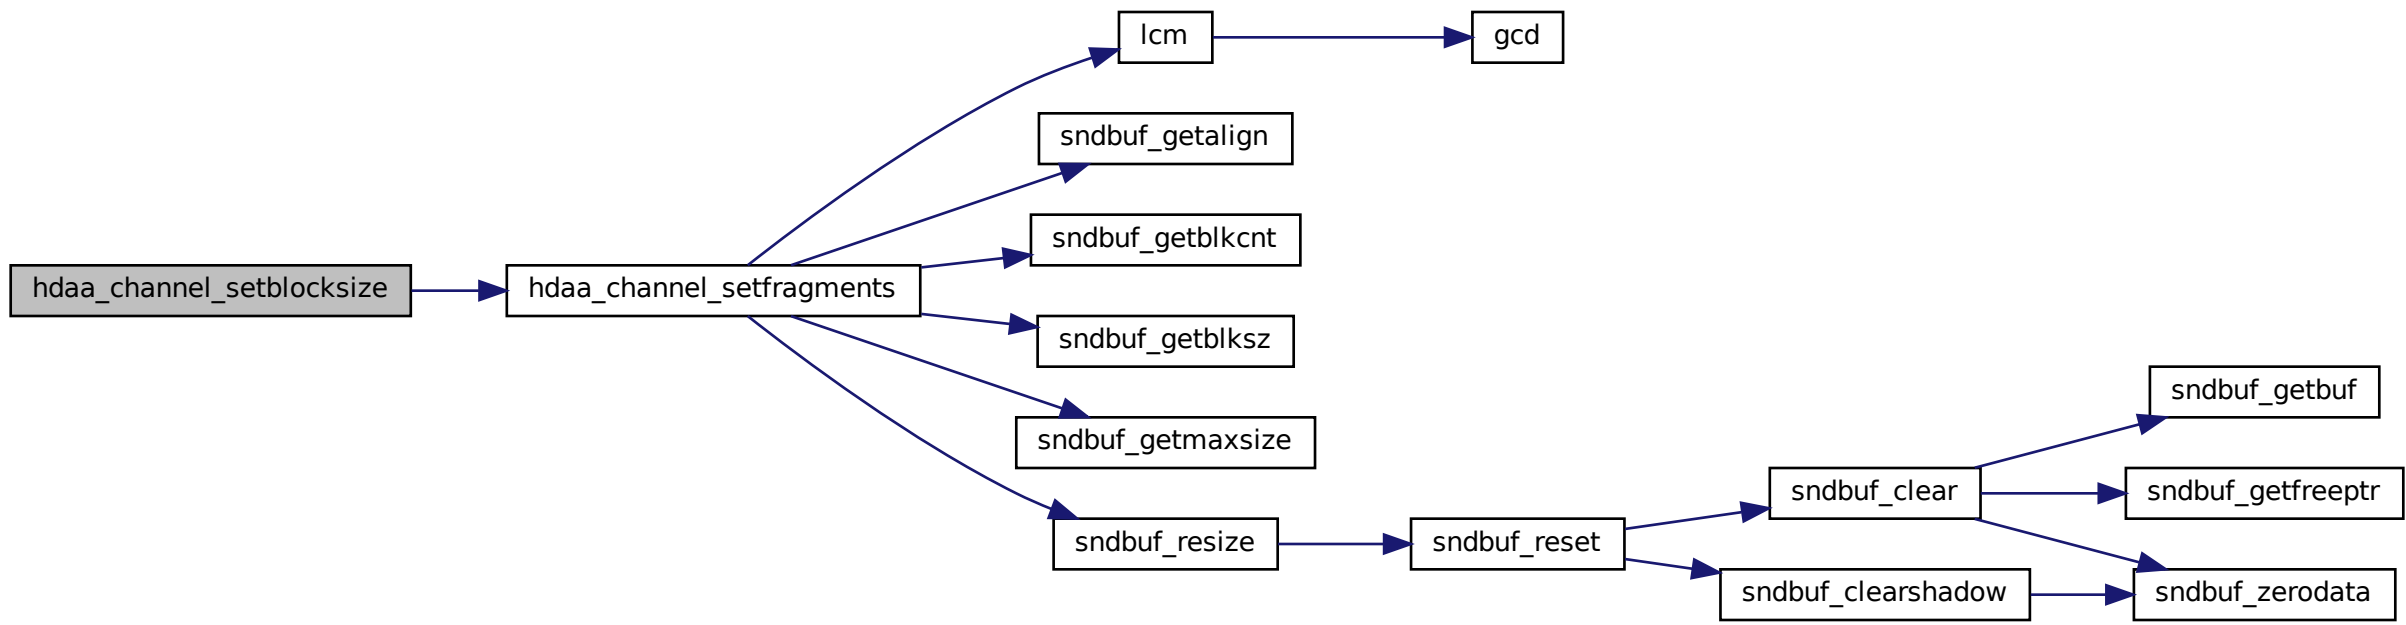 hdaa_channel_setblocksize
hdaa_channel_setfragments
lcm
gcd
sndbuf_getalign
sndbuf_getblkcnt
sndbuf_getblksz
sndbuf_getmaxsize
sndbuf_resize
sndbuf_reset
sndbuf_clear
sndbuf_clearshadow
sndbuf_getbuf
sndbuf_getfreeptr
sndbuf_zerodata